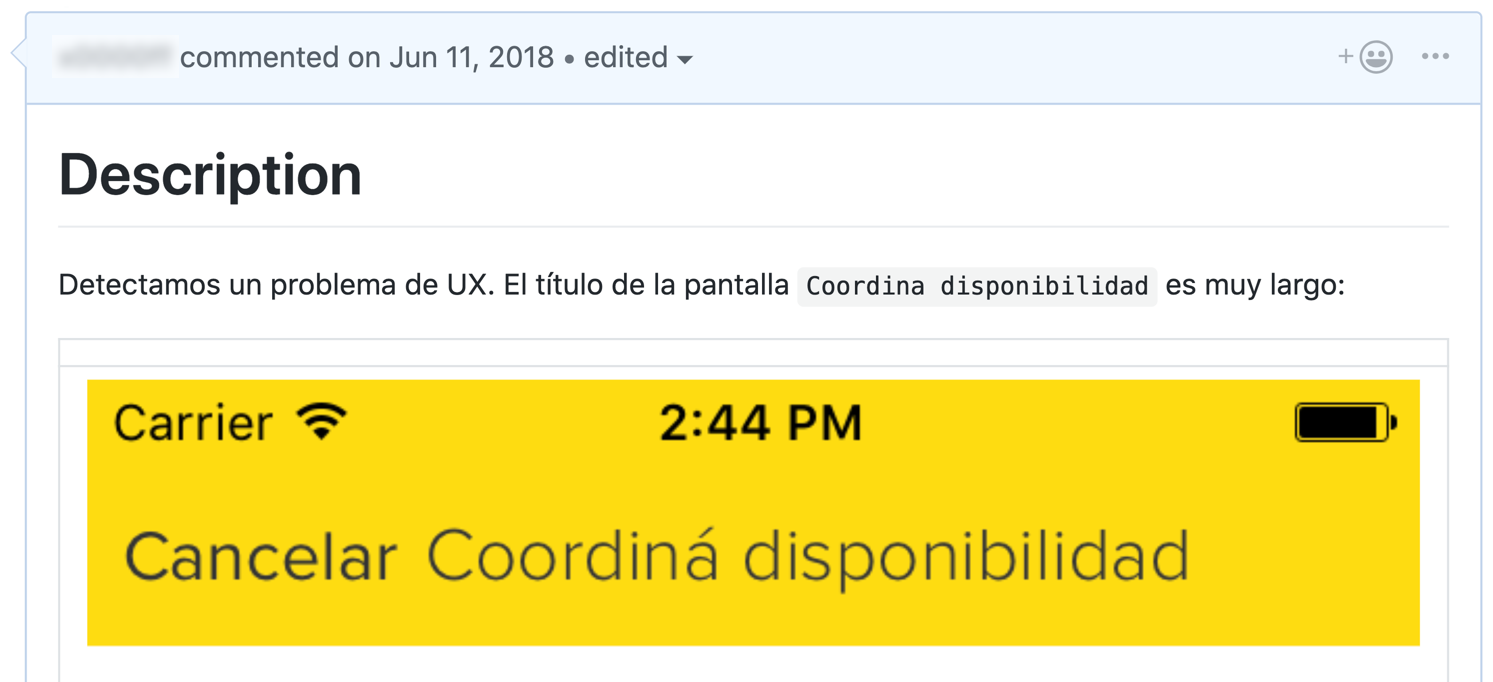 commented on Jun 11, 2018 • edited
Description
Detectamos un problema de UX. El título de la pantalla Coordina disponibilidad es muy largo:
Carrier 2:44 PM
Cancelar Coordiná disponibilidad